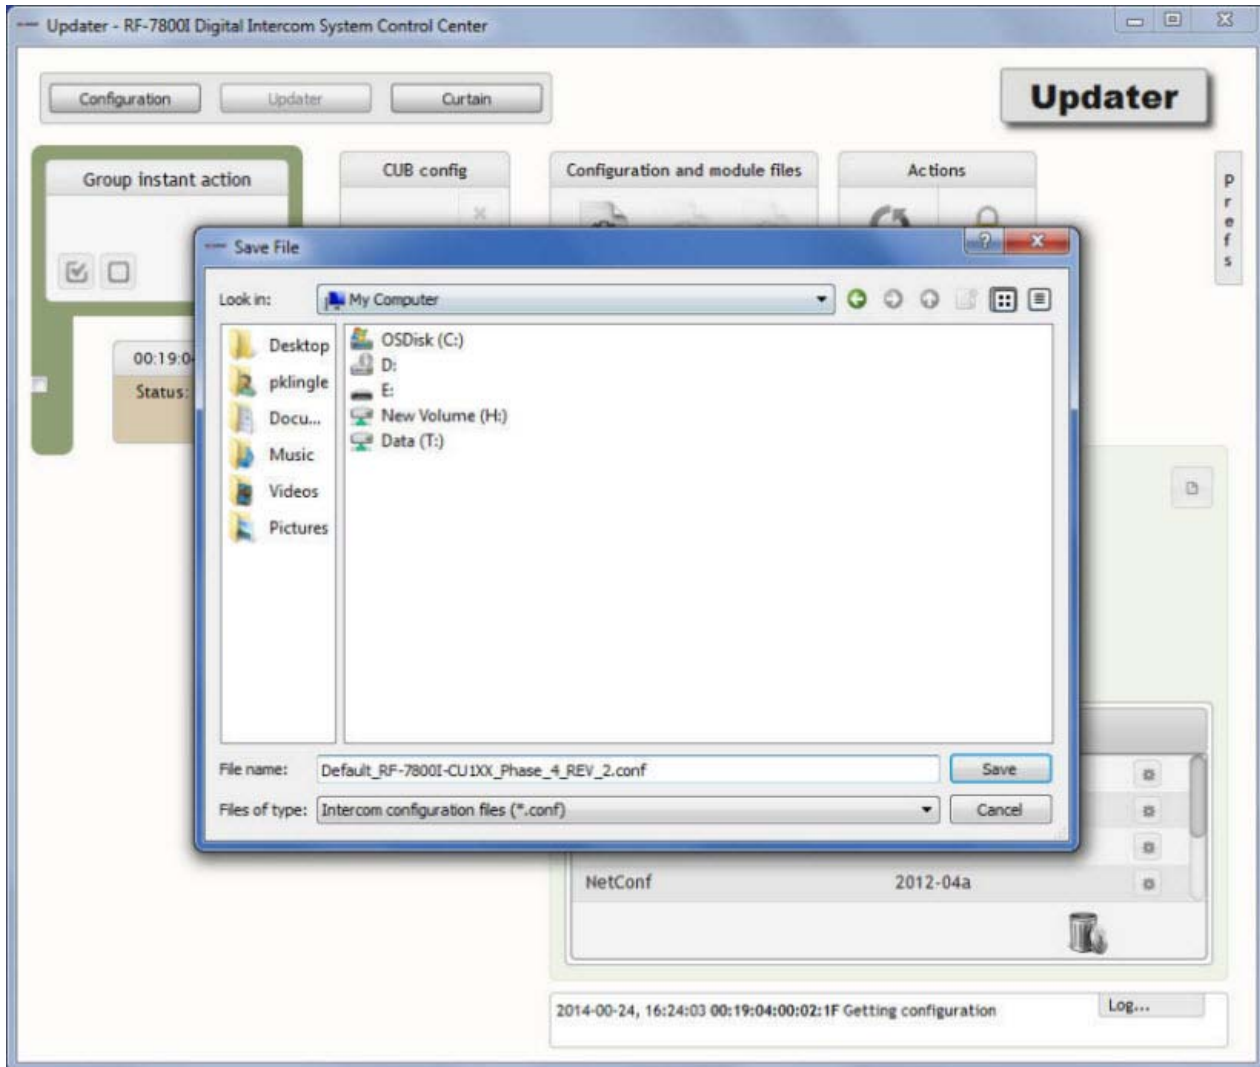 Updater - RF-7800I Digital Intercom System Control Center
Configuration
Updater
Curtain
Updater
Group instant action
CUB config
Configuration and module files
Actions
Prefs
Save File
Look in:
My Computer
Desktop
pklingle
Docu...
Music
Videos
Pictures
OSDisk (C:)
D:
E:
New Volume (H:)
Data (T:)
00:19:04
Status:
File name:
Default_RF-7800I-CU1XX_Phase_4_REV_2.conf
Save
Files of type:
Intercom configuration files (*.conf)
Cancel
NetConf 2012-04a
2014-00-24, 16:24:03 00:19:04:00:02:1F Getting configuration
Log...